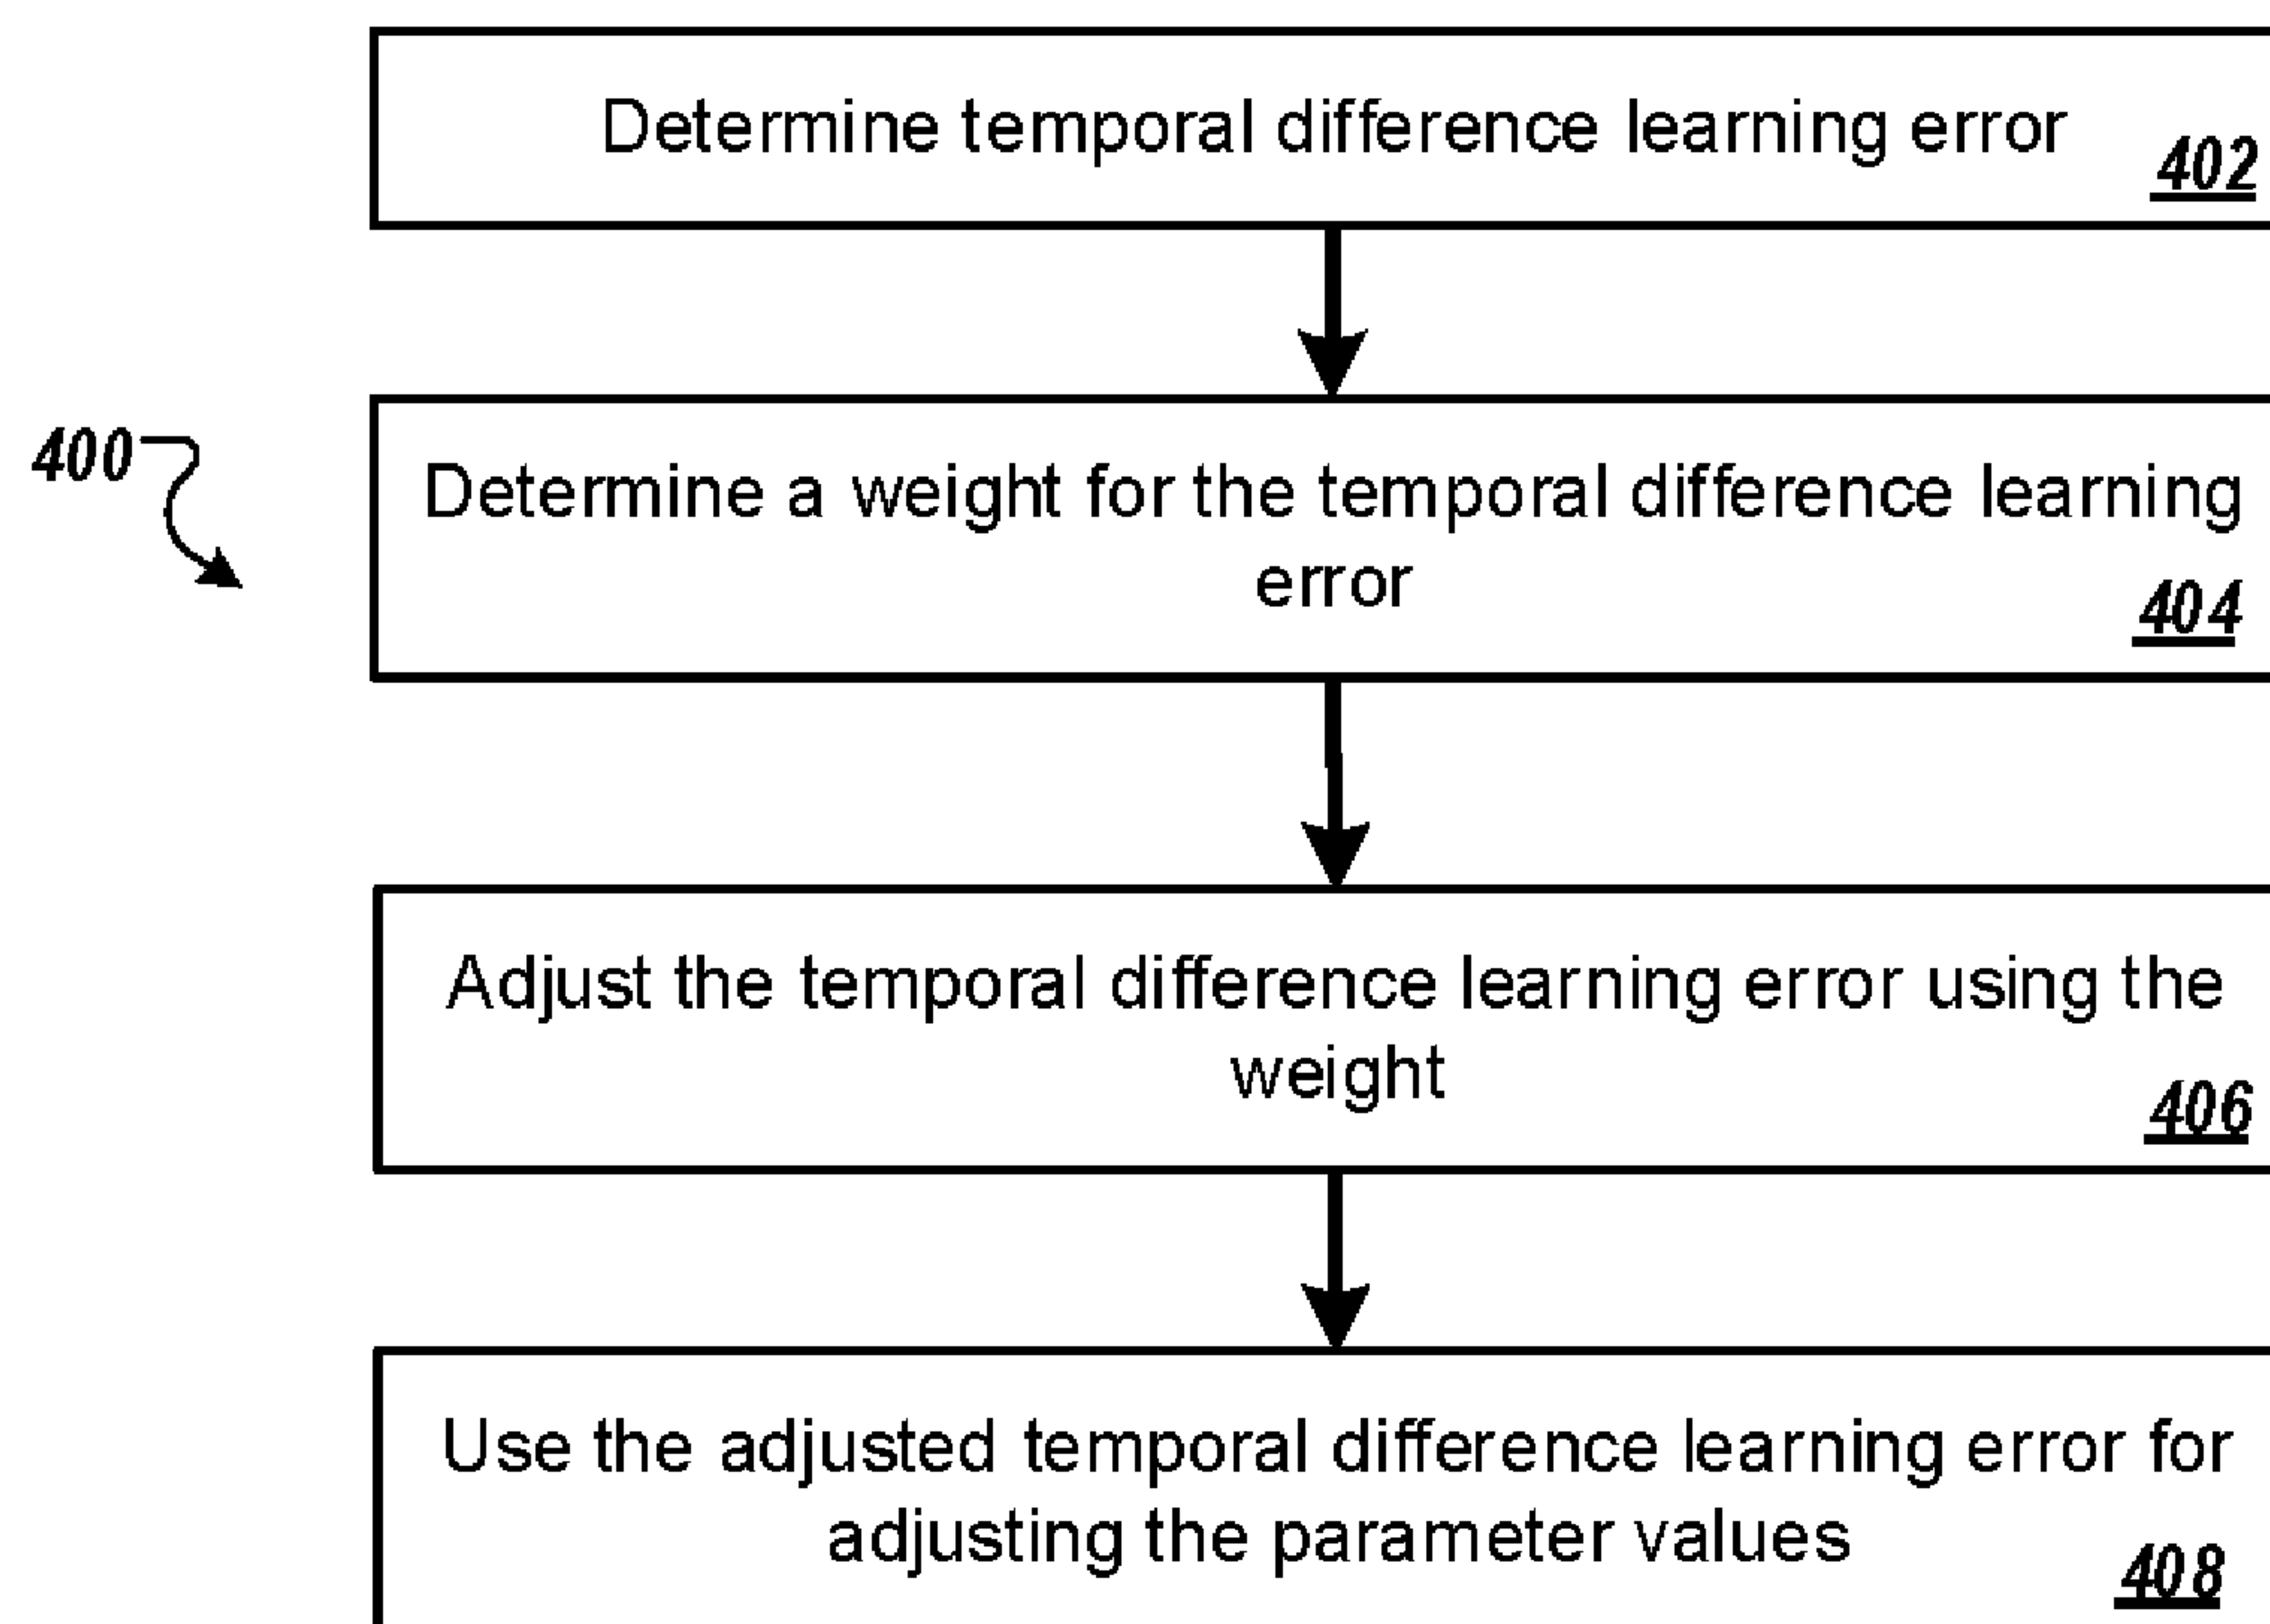 Determine temporal difference learning error
402
400
Determine a weight for the temporal difference learning
error
404
Adjust the temporal difference learning error using the
weight
406
Use the adjusted temporal difference learning error for
adjusting the parameter values
408